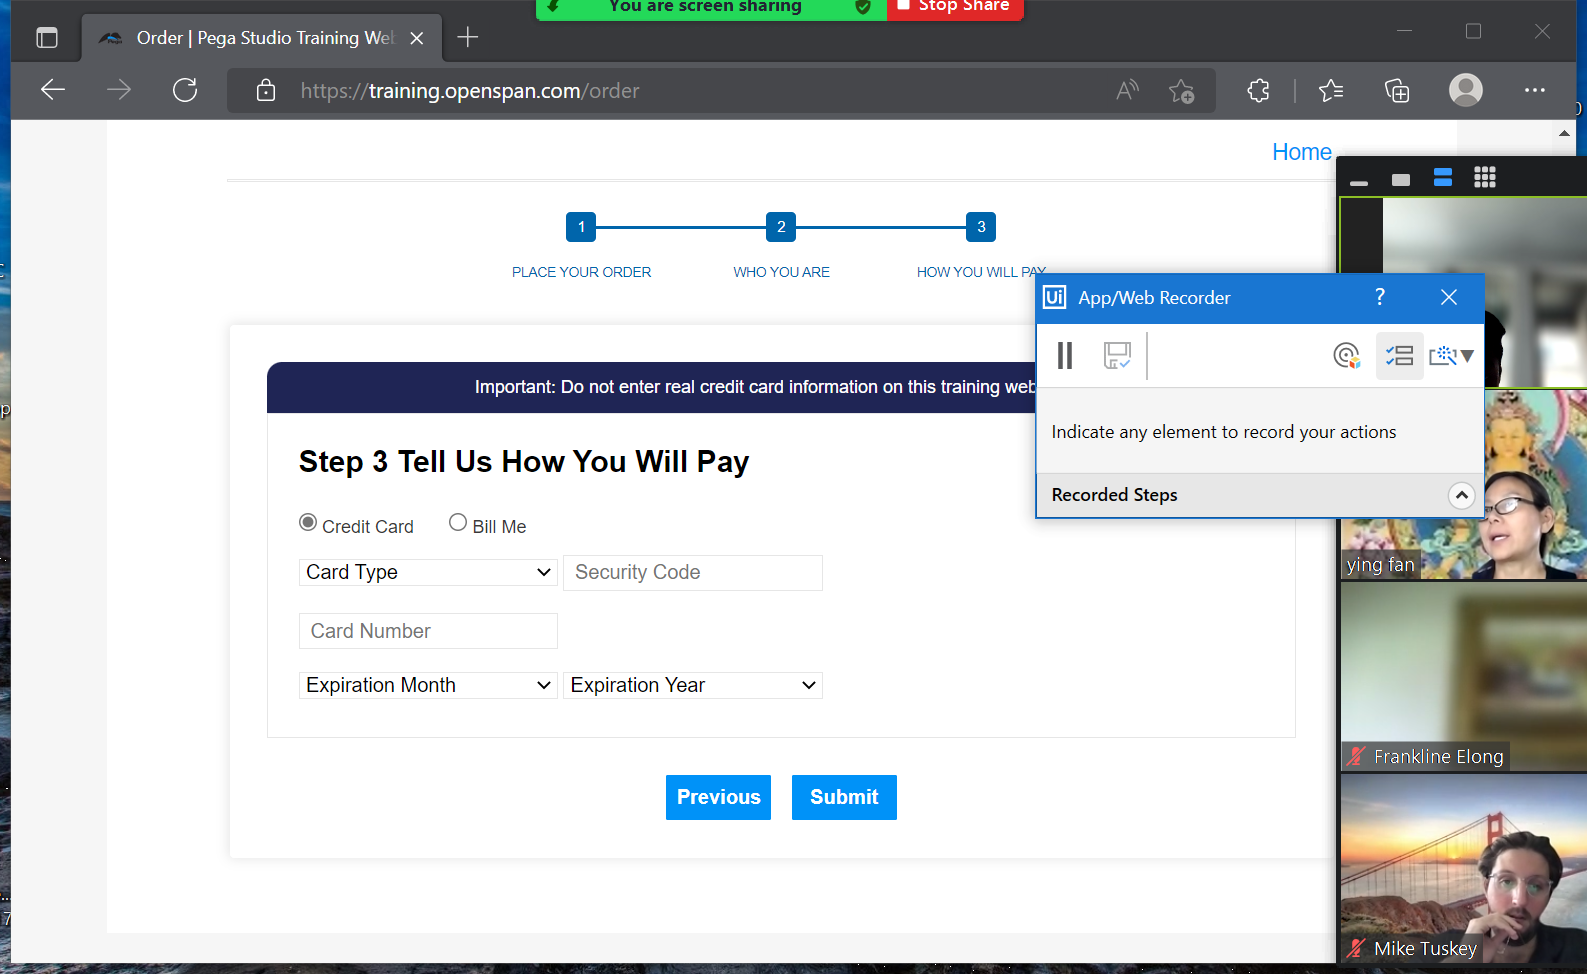 You are screen sharing
Stop Share
Order | Pega Studio Training Web
https://training.openspan.com/order
Home
1
2
3
PLACE YOUR ORDER
WHO YOU ARE
HOW YOU WILL PAY
Ui App/Web Recorder
?
Indicate any element to record your actions
Recorded Steps
Important: Do not enter real credit card information on this training web
Step 3 Tell Us How You Will Pay
Credit Card
Bill Me
Card Type
Security Code
Card Number
Expiration Month
Expiration Year
Previous
Submit
ying fan
Frankline Elong
Mike Tuskey